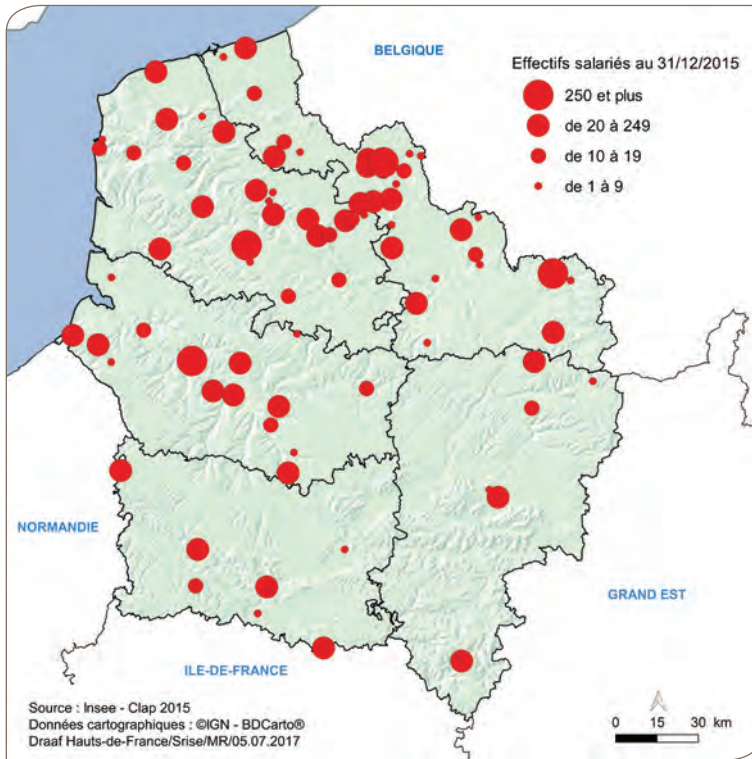 BELGIQUE
Effectifs salariés au 31/12/2015
250 et plus
de 20 à 249
de 10 à 19
de 1 à 9
NORMANDIE
GRAND EST
ILE-DE-FRANCE
Source : Insee - Clap 2015
Données cartographiques : ©IGN - BDCarto®
Draaf Hauts-de-France/Srise/MR/05.07.2017
0 15 30 km